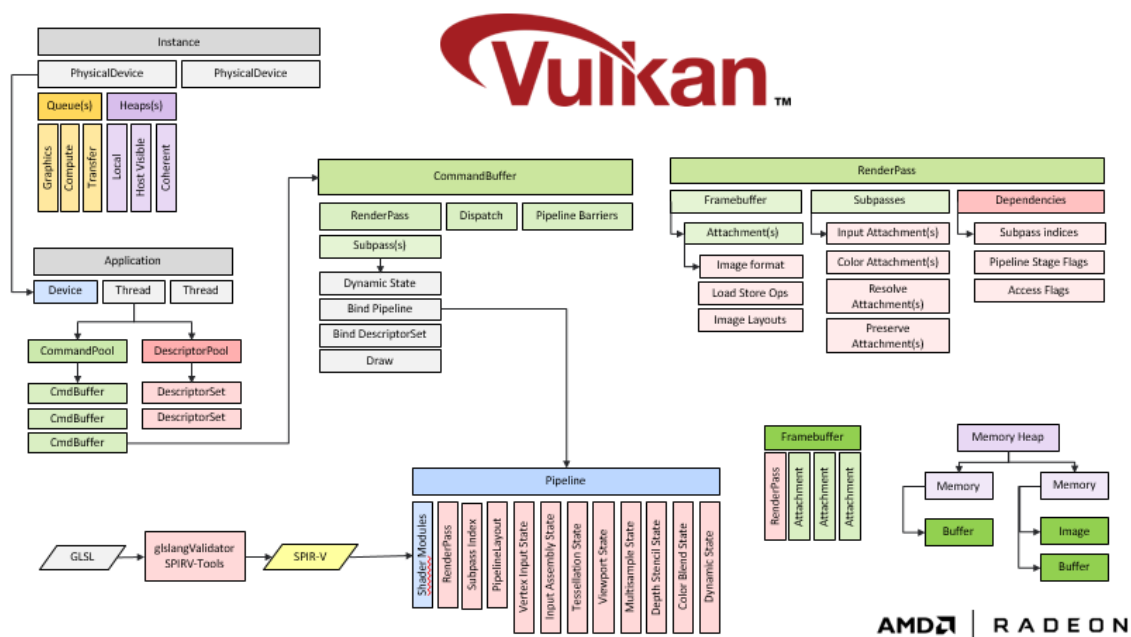 Vulkan™
Instance
PhysicalDevice
PhysicalDevice
Queue(s)
Heaps(s)
Graphics
Compute
Transfer
Local
Host Visible
Coherent
Application
Device
Thread
Thread
CommandPool
DescriptorPool
CmdBuffer
DescriptorSet
CmdBuffer
DescriptorSet
CmdBuffer
CommandBuffer
RenderPass
Dispatch
Pipeline Barriers
Subpass(s)
Dynamic State
Bind Pipeline
Bind DescriptorSet
Draw
RenderPass
Framebuffer
Subpasses
Dependencies
Attachment(s)
Input Attachment(s)
Subpass indices
Image format
Color Attachment(s)
Pipeline Stage Flags
Load Store Ops
Resolve
Attachment(s)
Access Flags
Image Layouts
Preserve
Attachment(s)
GLSL
glslangValidator
SPIRV-Tools
SPIR-V
Pipeline
Shader Modules
RenderPass
Subpass Index
PipelineLayout
Vertex Input State
Input Assembly State
Tessellation State
Viewport State
Multisample State
Depth Stencil State
Color Blend State
Dynamic State
Framebuffer
RenderPass
Attachment
Attachment
Attachment
Memory Heap
Memory
Memory
Buffer
Image
Buffer
AMD RADEON